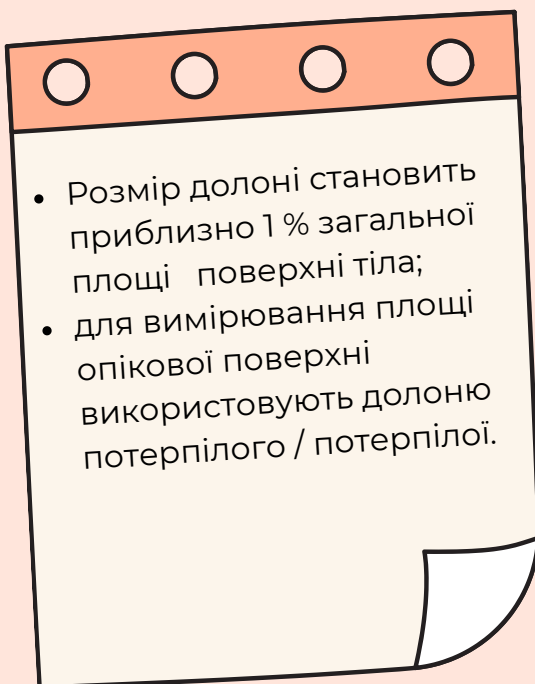 • Розмір долоні становить
приблизно 1 % загальної
площі поверхні тіла;
• для вимірювання площі
опікової поверхні
використовують долоню
потерпілого / потерпілої.